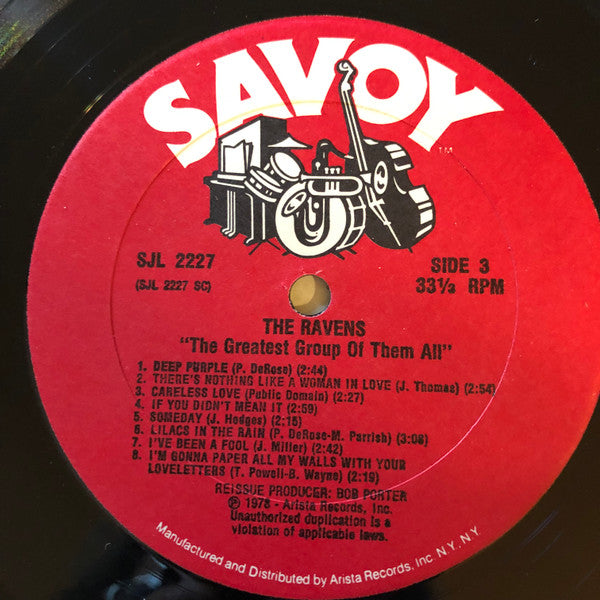 SAVOY™
SJL 2227
(SJL 2227 SC)
SIDE 3
33⅓ RPM
THE RAVENS
"The Greatest Group Of Them All"
1. DEEP PURPLE (P. DeRose) (2:44)
2. THERE'S NOTHING LIKE A WOMAN IN LOVE (J. Thomas) (2:54)
3. CARELESS LOVE (Public Domain) (2:27)
4. IF YOU DIDN'T MEAN IT (2:59)
5. SOMEDAY (J. Hodges) (2:15)
6. LILACS IN THE RAIN (P. DeRose-M. Parrish) (3:08)
7. I'VE BEEN A FOOL (J. Miller) (2:42)
8. I'M GONNA PAPER ALL MY WALLS WITH YOUR
LOVELETTERS (T. Powell-B. Wayne) (2:19)
REISSUE PRODUCER: BOB PORTER
℗ 1978 - Arista Records, Inc.
Unauthorized duplication is a
violation of applicable laws.
Manufactured and Distributed by Arista Records, Inc N.Y., N.Y.